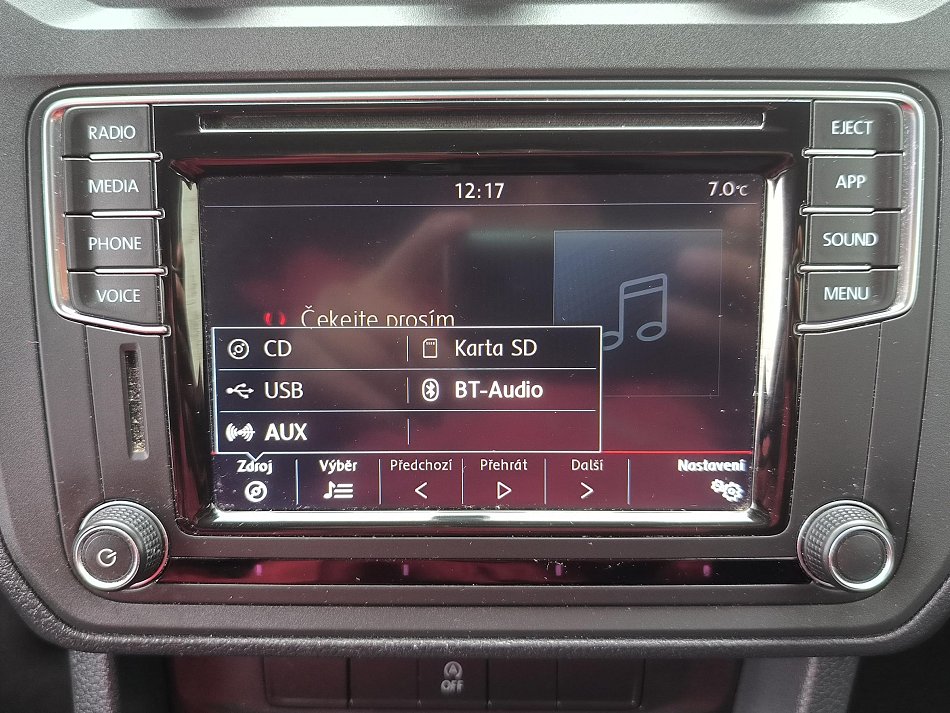 RADIO
MEDIA
PHONE
VOICE
EJECT
APP
SOUND
MENU
12:17
7.0°C
Čekejte prosím
CD
Karta SD
USB
BT-Audio
AUX
Zdroj
Výběr
Předchozí
Přehrát
Další
Nastavení
OFF